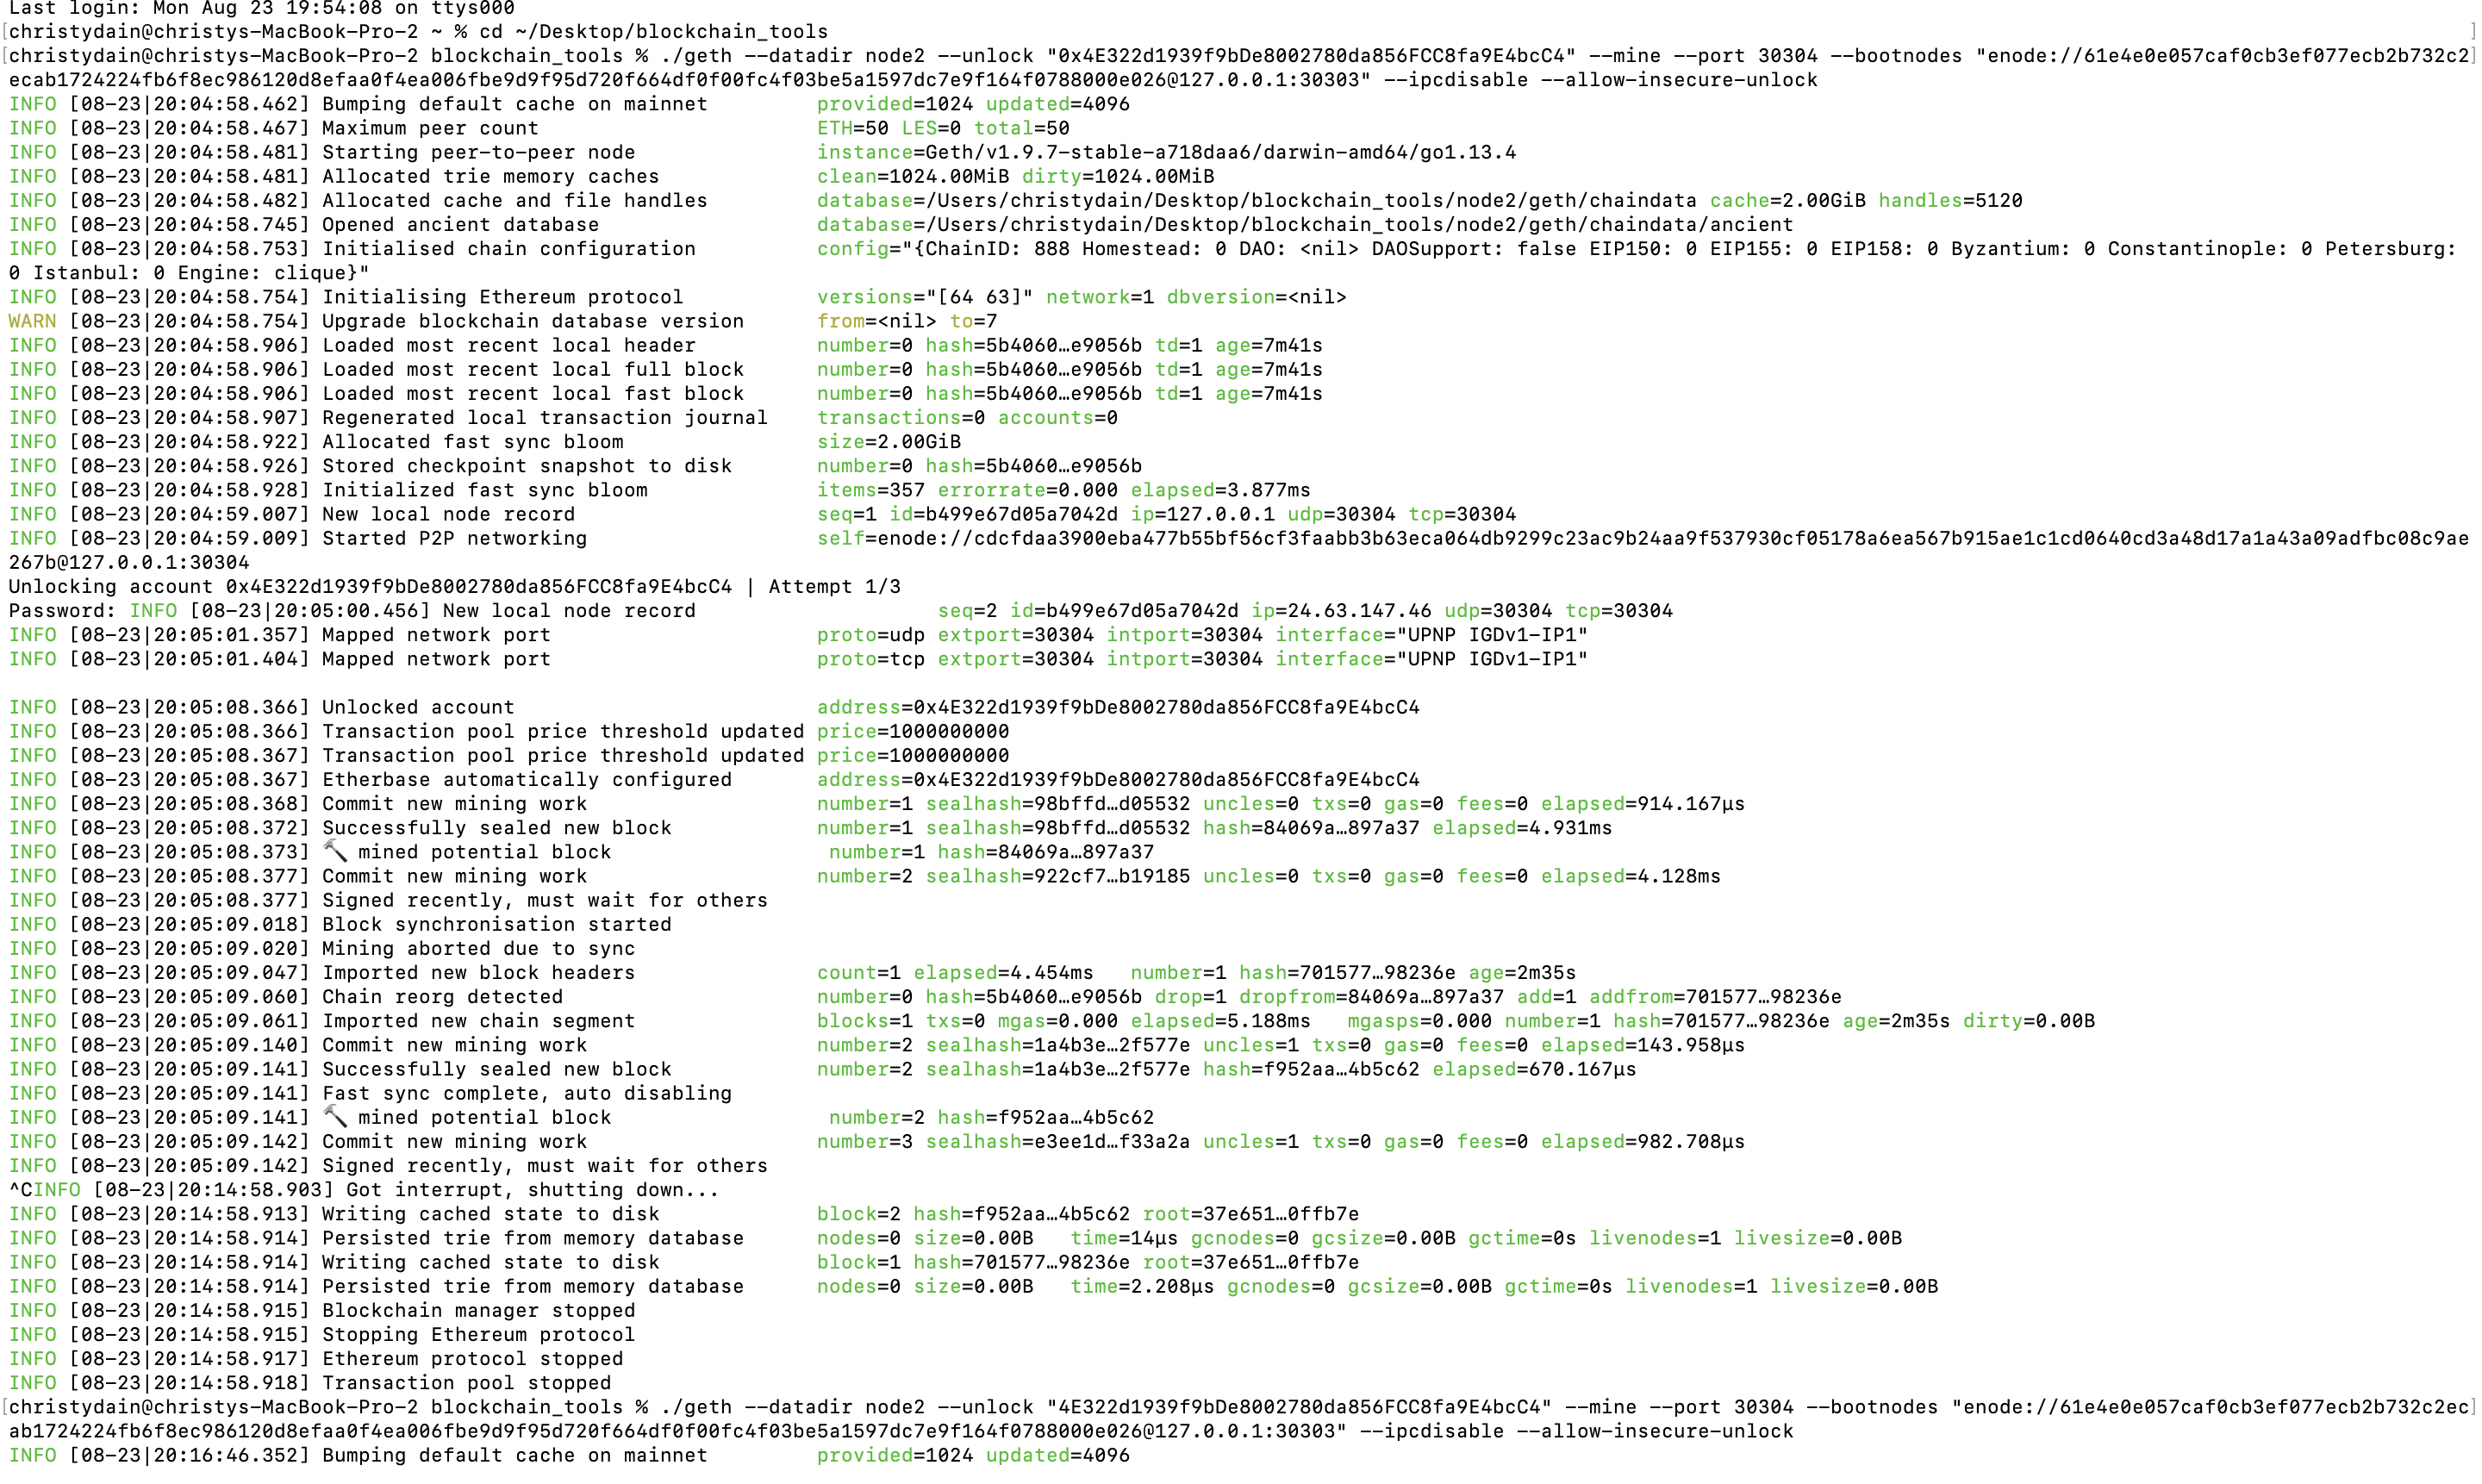 Last login: Mon Aug 23 19:54:08 on ttys000
[christydain@christys-MacBook-Pro-2 ~ % cd ~/Desktop/blockchain_tools ]
[christydain@christys-MacBook-Pro-2 blockchain_tools % ./geth --datadir node2 --unlock "0x4E322d1939f9bDe8002780da856FCC8fa9E4bcC4" --mine --port 30304 --bootnodes "enode://61e4e0e057caf0cb3ef077ecb2b732c2]
ecab1724224fb6f8ec986120d8efaa0f4ea006fbe9d9f95d720f664df0f00fc4f03be5a1597dc7e9f164f0788000e026@127.0.0.1:30303" --ipcdisable --allow-insecure-unlock
INFO [08-23|20:04:58.462] Bumping default cache on mainnet         provided=1024 updated=4096
INFO [08-23|20:04:58.467] Maximum peer count                       ETH=50 LES=0 total=50
INFO [08-23|20:04:58.481] Starting peer-to-peer node               instance=Geth/v1.9.7-stable-a718daa6/darwin-amd64/go1.13.4
INFO [08-23|20:04:58.481] Allocated trie memory caches             clean=1024.00MiB dirty=1024.00MiB
INFO [08-23|20:04:58.482] Allocated cache and file handles         database=/Users/christydain/Desktop/blockchain_tools/node2/geth/chaindata cache=2.00GiB handles=5120
INFO [08-23|20:04:58.745] Opened ancient database                  database=/Users/christydain/Desktop/blockchain_tools/node2/geth/chaindata/ancient
INFO [08-23|20:04:58.753] Initialised chain configuration          config="{ChainID: 888 Homestead: 0 DAO: <nil> DAOSupport: false EIP150: 0 EIP155: 0 EIP158: 0 Byzantium: 0 Constantinople: 0 Petersburg:
0 Istanbul: 0 Engine: clique}"
INFO [08-23|20:04:58.754] Initialising Ethereum protocol           versions="[64 63]" network=1 dbversion=<nil>
WARN [08-23|20:04:58.754] Upgrade blockchain database version      from=<nil> to=7
INFO [08-23|20:04:58.906] Loaded most recent local header          number=0 hash=5b4060…e9056b td=1 age=7m41s
INFO [08-23|20:04:58.906] Loaded most recent local full block      number=0 hash=5b4060…e9056b td=1 age=7m41s
INFO [08-23|20:04:58.906] Loaded most recent local fast block      number=0 hash=5b4060…e9056b td=1 age=7m41s
INFO [08-23|20:04:58.907] Regenerated local transaction journal    transactions=0 accounts=0
INFO [08-23|20:04:58.922] Allocated fast sync bloom                size=2.00GiB
INFO [08-23|20:04:58.926] Stored checkpoint snapshot to disk       number=0 hash=5b4060…e9056b
INFO [08-23|20:04:58.928] Initialized fast sync bloom              items=357 errorrate=0.000 elapsed=3.877ms
INFO [08-23|20:04:59.007] New local node record                    seq=1 id=b499e67d05a7042d ip=127.0.0.1 udp=30304 tcp=30304
INFO [08-23|20:04:59.009] Started P2P networking                   self=enode://cdcfdaa3900eba477b55bf56cf3faabb3b63eca064db9299c23ac9b24aa9f537930cf05178a6ea567b915ae1c1cd0640cd3a48d17a1a43a09adfbc08c9ae
267b@127.0.0.1:30304
Unlocking account 0x4E322d1939f9bDe8002780da856FCC8fa9E4bcC4 | Attempt 1/3
Password: INFO [08-23|20:05:00.456] New local node record                    seq=2 id=b499e67d05a7042d ip=24.63.147.46 udp=30304 tcp=30304
INFO [08-23|20:05:01.357] Mapped network port                      proto=udp extport=30304 intport=30304 interface="UPNP IGDv1-IP1"
INFO [08-23|20:05:01.404] Mapped network port                      proto=tcp extport=30304 intport=30304 interface="UPNP IGDv1-IP1"
INFO [08-23|20:05:08.366] Unlocked account                         address=0x4E322d1939f9bDe8002780da856FCC8fa9E4bcC4
INFO [08-23|20:05:08.366] Transaction pool price threshold updated price=1000000000
INFO [08-23|20:05:08.367] Transaction pool price threshold updated price=1000000000
INFO [08-23|20:05:08.367] Etherbase automatically configured       address=0x4E322d1939f9bDe8002780da856FCC8fa9E4bcC4
INFO [08-23|20:05:08.368] Commit new mining work                   number=1 sealhash=98bffd…d05532 uncles=0 txs=0 gas=0 fees=0 elapsed=914.167µs
INFO [08-23|20:05:08.372] Successfully sealed new block            number=1 sealhash=98bffd…d05532 hash=84069a…897a37 elapsed=4.931ms
INFO [08-23|20:05:08.373] 🔨 mined potential block                  number=1 hash=84069a…897a37
INFO [08-23|20:05:08.377] Commit new mining work                   number=2 sealhash=922cf7…b19185 uncles=0 txs=0 gas=0 fees=0 elapsed=4.128ms
INFO [08-23|20:05:08.377] Signed recently, must wait for others
INFO [08-23|20:05:09.018] Block synchronisation started
INFO [08-23|20:05:09.020] Mining aborted due to sync
INFO [08-23|20:05:09.047] Imported new block headers               count=1 elapsed=4.454ms   number=1 hash=701577…98236e age=2m35s
INFO [08-23|20:05:09.060] Chain reorg detected                     number=0 hash=5b4060…e9056b drop=1 dropfrom=84069a…897a37 add=1 addfrom=701577…98236e
INFO [08-23|20:05:09.061] Imported new chain segment               blocks=1 txs=0 mgas=0.000 elapsed=5.188ms   mgasps=0.000 number=1 hash=701577…98236e age=2m35s dirty=0.00B
INFO [08-23|20:05:09.140] Commit new mining work                   number=2 sealhash=1a4b3e…2f577e uncles=1 txs=0 gas=0 fees=0 elapsed=143.958µs
INFO [08-23|20:05:09.141] Successfully sealed new block            number=2 sealhash=1a4b3e…2f577e hash=f952aa…4b5c62 elapsed=670.167µs
INFO [08-23|20:05:09.141] Fast sync complete, auto disabling
INFO [08-23|20:05:09.141] 🔨 mined potential block                  number=2 hash=f952aa…4b5c62
INFO [08-23|20:05:09.142] Commit new mining work                   number=3 sealhash=e3ee1d…f33a2a uncles=1 txs=0 gas=0 fees=0 elapsed=982.708µs
INFO [08-23|20:05:09.142] Signed recently, must wait for others
^CINFO [08-23|20:14:58.903] Got interrupt, shutting down...
INFO [08-23|20:14:58.913] Writing cached state to disk             block=2 hash=f952aa…4b5c62 root=37e651…0ffb7e
INFO [08-23|20:14:58.914] Persisted trie from memory database      nodes=0 size=0.00B   time=14µs gcnodes=0 gcsize=0.00B gctime=0s livenodes=1 livesize=0.00B
INFO [08-23|20:14:58.914] Writing cached state to disk             block=1 hash=701577…98236e root=37e651…0ffb7e
INFO [08-23|20:14:58.914] Persisted trie from memory database      nodes=0 size=0.00B   time=2.208µs gcnodes=0 gcsize=0.00B gctime=0s livenodes=1 livesize=0.00B
INFO [08-23|20:14:58.915] Blockchain manager stopped
INFO [08-23|20:14:58.915] Stopping Ethereum protocol
INFO [08-23|20:14:58.917] Ethereum protocol stopped
INFO [08-23|20:14:58.918] Transaction pool stopped
[christydain@christys-MacBook-Pro-2 blockchain_tools % ./geth --datadir node2 --unlock "4E322d1939f9bDe8002780da856FCC8fa9E4bcC4" --mine --port 30304 --bootnodes "enode://61e4e0e057caf0cb3ef077ecb2b732c2ec]
ab1724224fb6f8ec986120d8efaa0f4ea006fbe9d9f95d720f664df0f00fc4f03be5a1597dc7e9f164f0788000e026@127.0.0.1:30303" --ipcdisable --allow-insecure-unlock
INFO [08-23|20:16:46.352] Bumping default cache on mainnet         provided=1024 updated=4096